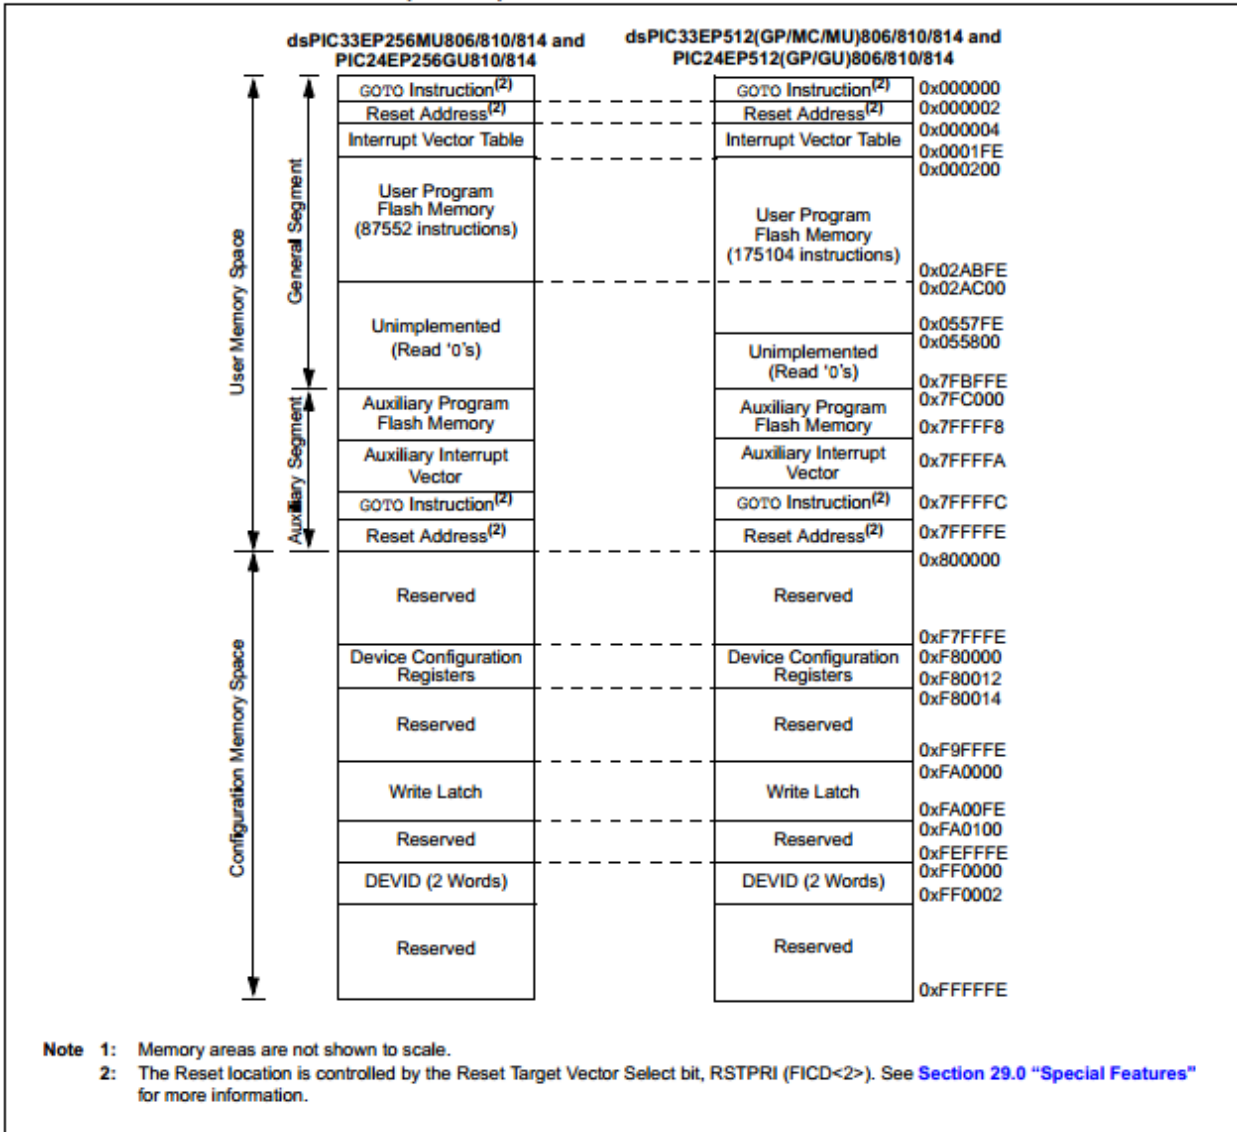 dsPIC33EP256MU806/810/814 and
PIC24EP256GU810/814
dsPIC33EP512(GP/MC/MU)806/810/814 and
PIC24EP512(GP/GU)806/810/814
User Memory Space
General Segment
Auxiliary Segment
Configuration Memory Space
GOTO Instruction(2)
Reset Address(2)
Interrupt Vector Table
User Program
Flash Memory
(87552 instructions)
Unimplemented
(Read '0's)
Auxiliary Program
Flash Memory
Auxiliary Interrupt
Vector
GOTO Instruction(2)
Reset Address(2)
Reserved
Device Configuration
Registers
Reserved
Write Latch
Reserved
DEVID (2 Words)
Reserved
GOTO Instruction(2)
Reset Address(2)
Interrupt Vector Table
User Program
Flash Memory
(175104 instructions)
Unimplemented
(Read '0's)
Auxiliary Program
Flash Memory
Auxiliary Interrupt
Vector
GOTO Instruction(2)
Reset Address(2)
Reserved
Device Configuration
Registers
Reserved
Write Latch
Reserved
DEVID (2 Words)
Reserved
0x000000
0x000002
0x000004
0x0001FE
0x000200
0x02ABFE
0x02AC00
0x0557FE
0x055800
0x7FBFFE
0x7FC000
0x7FFFF8
0x7FFFFA
0x7FFFFC
0x7FFFFE
0x800000
0xF7FFFE
0xF80000
0xF80012
0xF80014
0xF9FFFE
0xFA0000
0xFA00FE
0xFA0100
0xFEFFFE
0xFF0000
0xFF0002
0xFFFFFE
Note 1: Memory areas are not shown to scale.
2: The Reset location is controlled by the Reset Target Vector Select bit, RSTPRI (FICD<2>). See Section 29.0 “Special Features”
for more information.